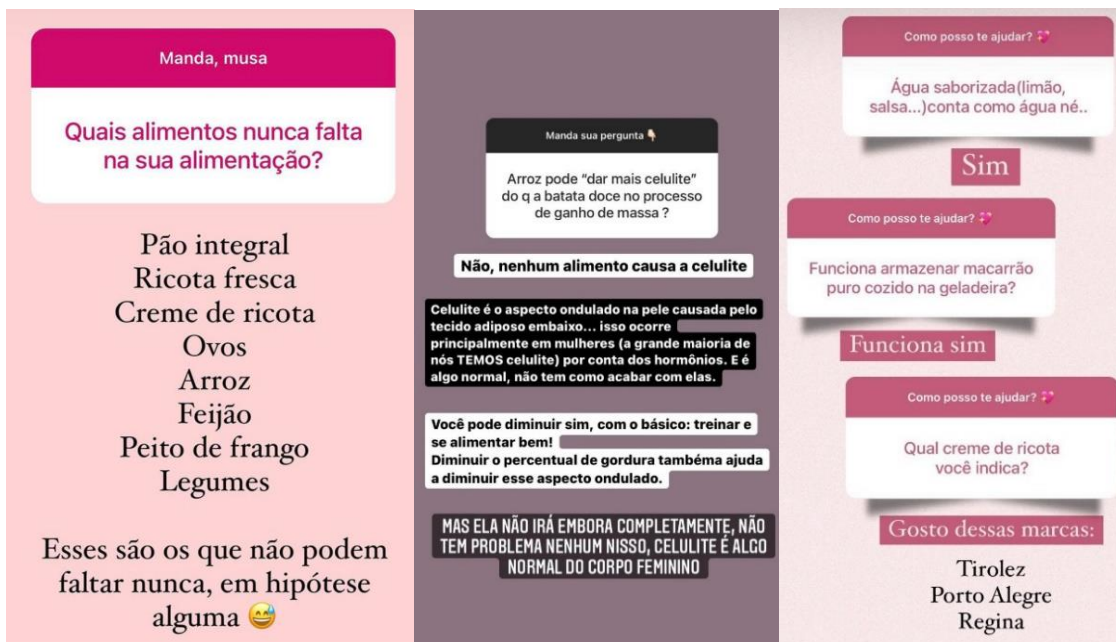 Manda, musa
Quais alimentos nunca falta
na sua alimentação?
Pão integral
Ricota fresca
Creme de ricota
Ovos
Arroz
Feijão
Peito de frango
Legumes
Esses são os que não podem
faltar nunca, em hipótese
alguma 😅
Manda sua pergunta 👇🏻
Arroz pode “dar mais celulite”
do q a batata doce no processo
de ganho de massa ?
Não, nenhum alimento causa a celulite
Celulite é o aspecto ondulado na pele causada pelo
tecido adiposo embaixo... isso ocorre
principalmente em mulheres (a grande maioria de
nós TEMOS celulite) por conta dos hormônios. E é
algo normal, não tem como acabar com elas.
Você pode diminuir sim, com o básico: treinar e
se alimentar bem!
Diminuir o percentual de gordura tambéma ajuda
a diminuir esse aspecto ondulado.
MAS ELA NÃO IRÁ EMBORA COMPLETAMENTE, NÃO
TEM PROBLEMA NENHUM NISSO, CELULITE É ALGO
NORMAL DO CORPO FEMININO
Como posso te ajudar? 💖
Água saborizada(limão,
salsa...)conta como água né..
Sim
Como posso te ajudar? 💖
Funciona armazenar macarrão
puro cozido na geladeira?
Funciona sim
Como posso te ajudar? 💖
Qual creme de ricota
você indica?
Gosto dessas marcas:
Tirolez
Porto Alegre
Regina